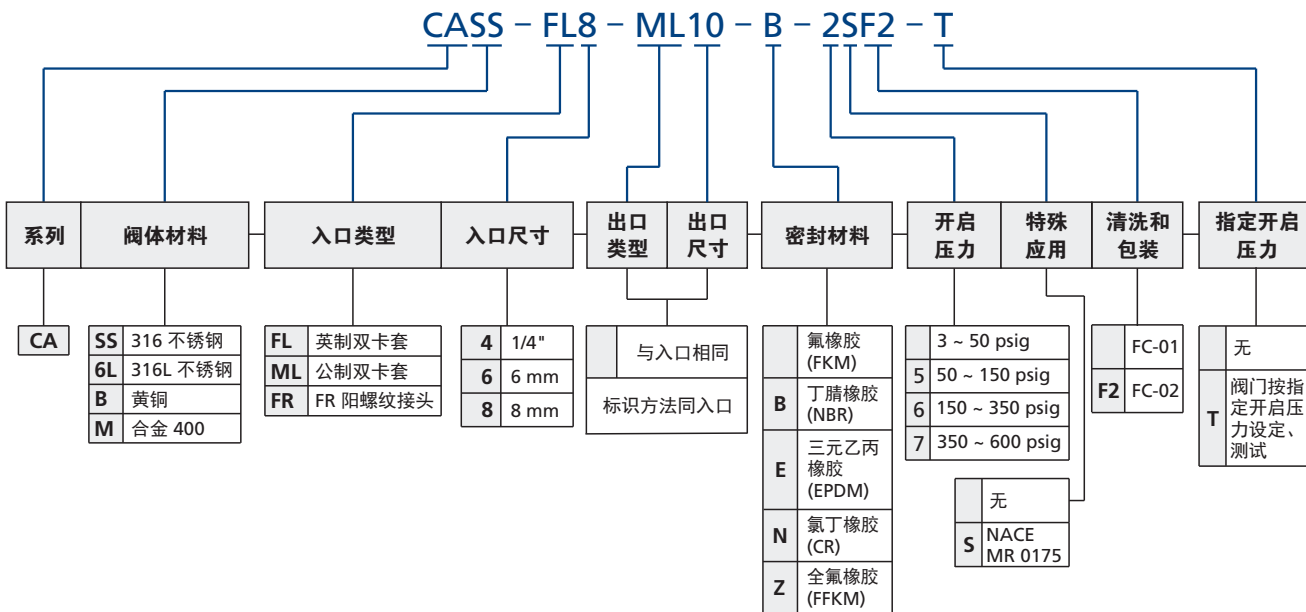 CASS – FL8 – ML10 – B – 2SF2 – T
系列
阀体材料
入口类型
入口尺寸
出口
类型
出口
尺寸
密封材料
开启
压力
特殊
应用
清洗和
包装
指定开启
压力
CA
SS 316 不锈钢
6L 316L 不锈钢
B 黄铜
M 合金 400
FL 英制双卡套
ML 公制双卡套
FR FR 阳螺纹接头
4 1/4"
6 6 mm
8 8 mm
与入口相同
标识方法同入口
氟橡胶
(FKM)
B 丁腈橡胶
(NBR)
E 三元乙丙
橡胶
(EPDM)
N 氯丁橡胶
(CR)
Z 全氟橡胶
(FFKM)
3 ~ 50 psig
5 50 ~ 150 psig
6 150 ~ 350 psig
7 350 ~ 600 psig
无
S NACE
MR 0175
FC-01
F2 FC-02
无
T 阀门按指
定开启压
力设定、
测试